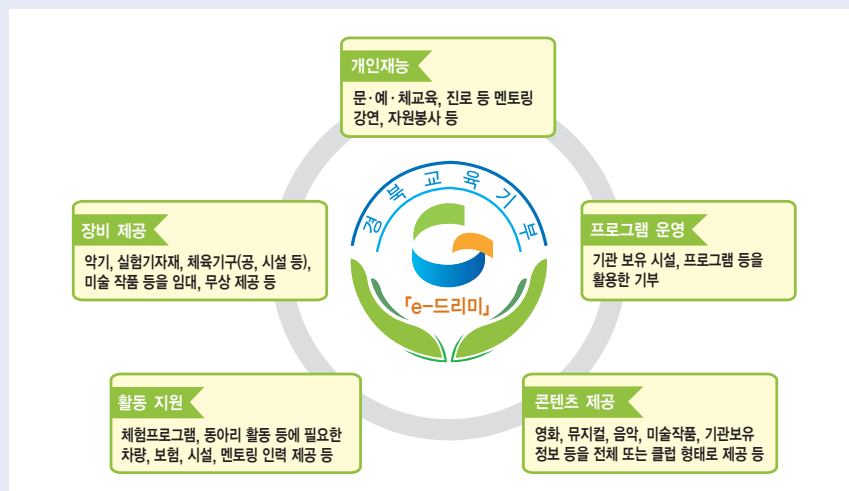 개인재능
문·예·체교육, 진로 등 멘토링
강연, 자원봉사 등
경북교육기부
「e-드리미」
장비 제공
악기, 실험기자재, 체육기구(공, 시설 등),
미술 작품 등을 임대, 무상 제공 등
프로그램 운영
기관 보유 시설, 프로그램 등을
활용한 기부
활동 지원
체험프로그램, 동아리 활동 등에 필요한
차량, 보험, 시설, 멘토링 인력 제공 등
콘텐츠 제공
영화, 뮤지컬, 음악, 미술작품, 기관보유
정보 등을 전체 또는 클럽 형태로 제공 등